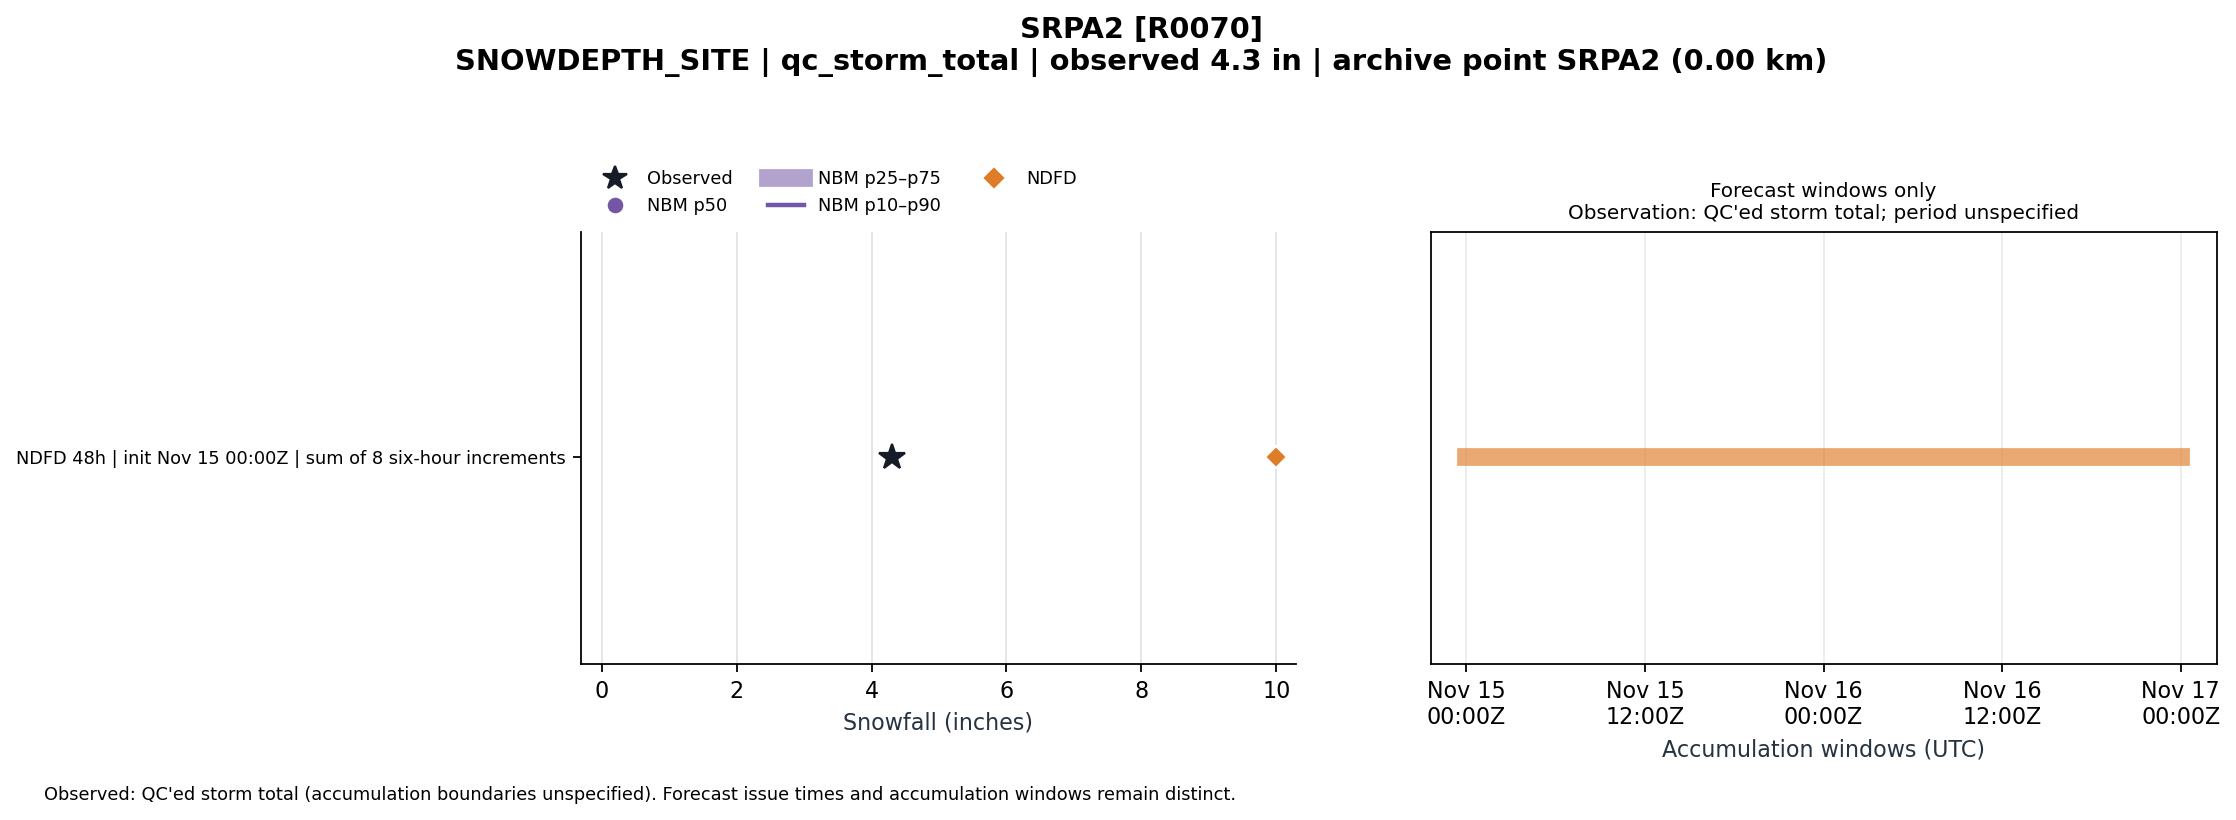 SRPA2 [R0070]
SNOWDEPTH_SITE | qc_storm_total | observed 4.3 in | archive point SRPA2 (0.00 km)
Observed
NBM p25–p75
NDFD
NBM p50
NBM p10–p90
Forecast windows only
Observation: QC'ed storm total; period unspecified
NDFD 48h | init Nov 15 00:00Z | sum of 8 six-hour increments
0 2 4 6 8 10
Snowfall (inches)
Nov 15 Nov 15 Nov 16 Nov 16 Nov 17
00:00Z 12:00Z 00:00Z 12:00Z 00:00Z
Accumulation windows (UTC)
Observed: QC'ed storm total (accumulation boundaries unspecified). Forecast issue times and accumulation windows remain distinct.